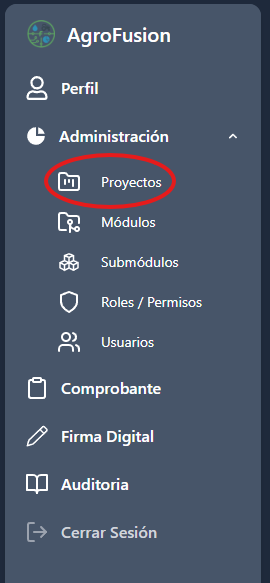 AgroFusion
Perfil
Administración
Proyectos
Módulos
Submódulos
Roles / Permisos
Usuarios
Comprobante
Firma Digital
Auditoria
Cerrar Sesión